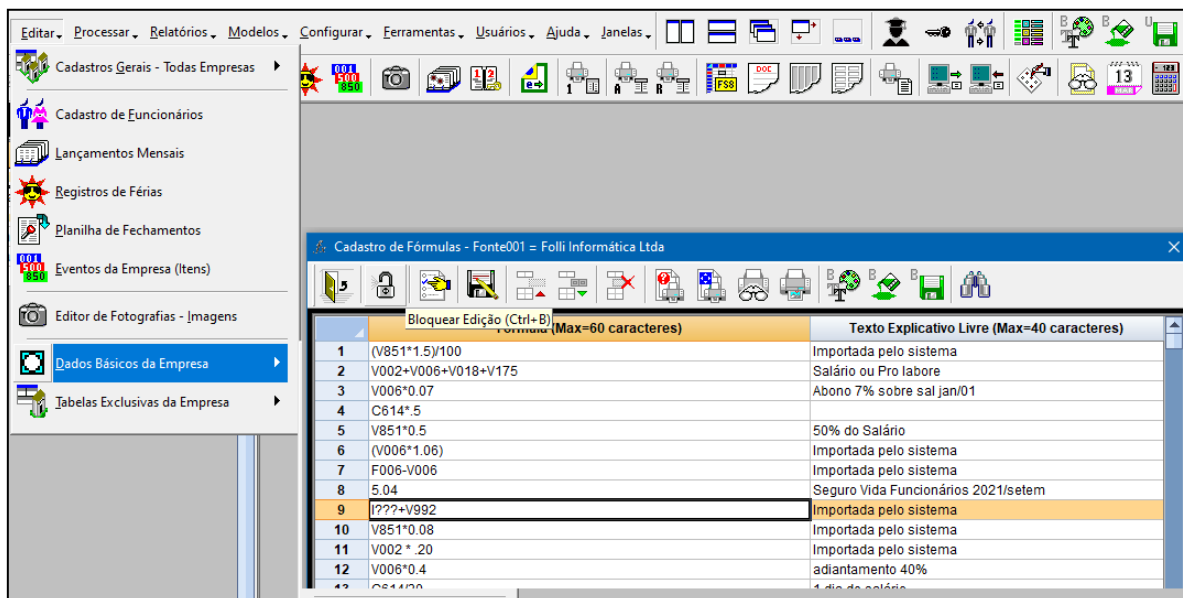 Editar Processar Relatórios Modelos Configurar Ferramentas Usuários Ajuda Janelas
Cadastros Gerais - Todas Empresas
Cadastro de Funcionários
Lançamentos Mensais
Registros de Férias
Planilha de Fechamentos
Eventos da Empresa (Itens)
Editor de Fotografias - Imagens
Dados Básicos da Empresa
Tabelas Exclusivas da Empresa
Cadastro de Fórmulas - Fonte001 = Folli Informática Ltda
Bloquear Edição (Ctrl+B)
(Max=60 caracteres) Texto Explicativo Livre (Max=40 caracteres)
1 (V851*1.5)/100 Importada pelo sistema
2 V002+V006+V018+V175 Salário ou Pro labore
3 V006*0.07 Abono 7% sobre sal jan/01
4 C614*.5
5 V851*0.5 50% do Salário
6 (V006*1.06) Importada pelo sistema
7 F006-V006 Importada pelo sistema
8 5.04 Seguro Vida Funcionários 2021/setem
9 I???+V992 Importada pelo sistema
10 V851*0.08 Importada pelo sistema
11 V002 * .20 Importada pelo sistema
12 V006*0.4 adiantamento 40%